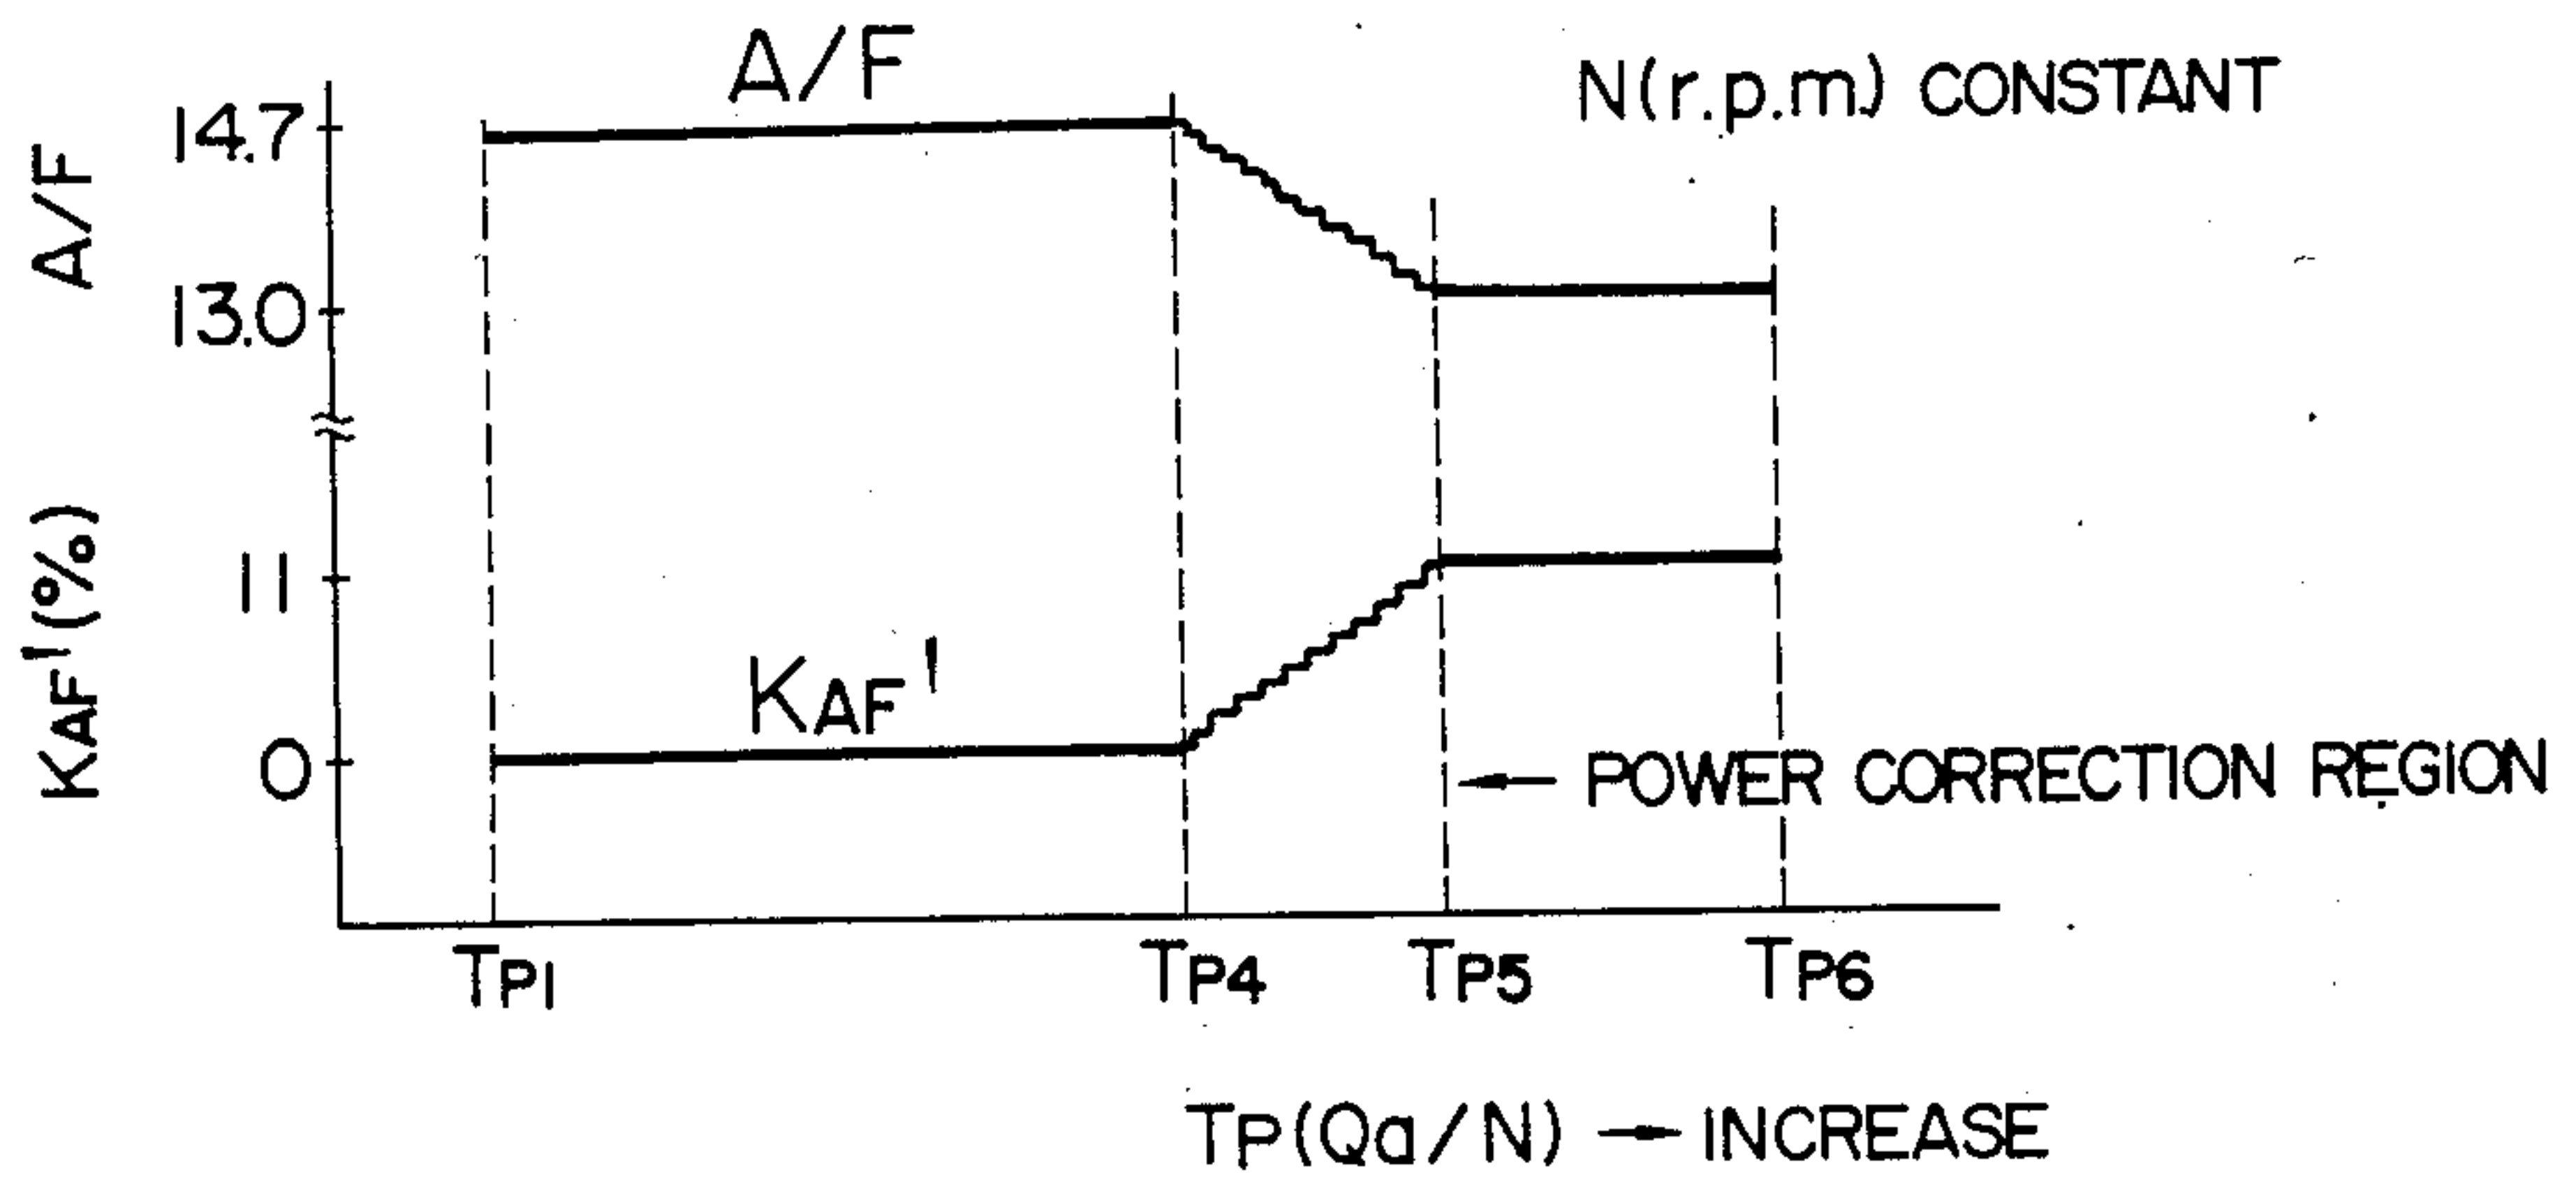 A/F
N(r.p.m.) CONSTANT
A/F
14.7
13.0
KAF' (%)
11
0
KAF'
← POWER CORRECTION REGION
TP1 TP4 TP5 TP6
TP(Qa/N) → INCREASE